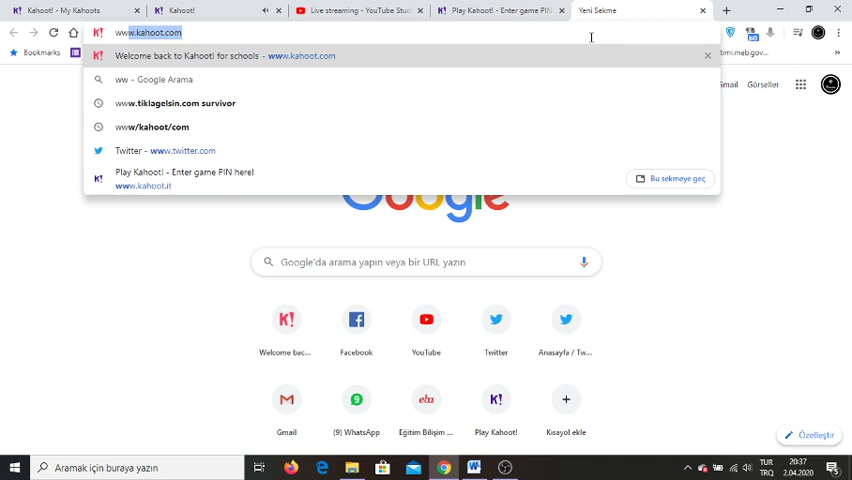 Kahoot! - My Kahoots
Kahoot!
Live streaming - YouTube Stud
Play Kahoot! - Enter game PIN
Yeni Sekme
www.kahoot.com
Welcome back to Kahoot! for schools - www.kahoot.com
ww - Google Arama
www.tiklagelsin.com survivor
www/kahoot/com
Twitter - www.twitter.com
Play Kahoot! - Enter game PIN here!
www.kahoot.it
Bu sekmeye geç
Bookmarks
timi.meb.gov...
Gmail
Görseller
Google
Google'da arama yapın veya bir URL yazın
Welcome bac...
Facebook
YouTube
Twitter
Anasayfa / Tw...
Gmail
(9) WhatsApp
Eğitim Bilişim ...
Play Kahoot!
Kısayol ekle
Özelleştir
Aramak için buraya yazın
TUR
TRQ
20:37
2.04.2020